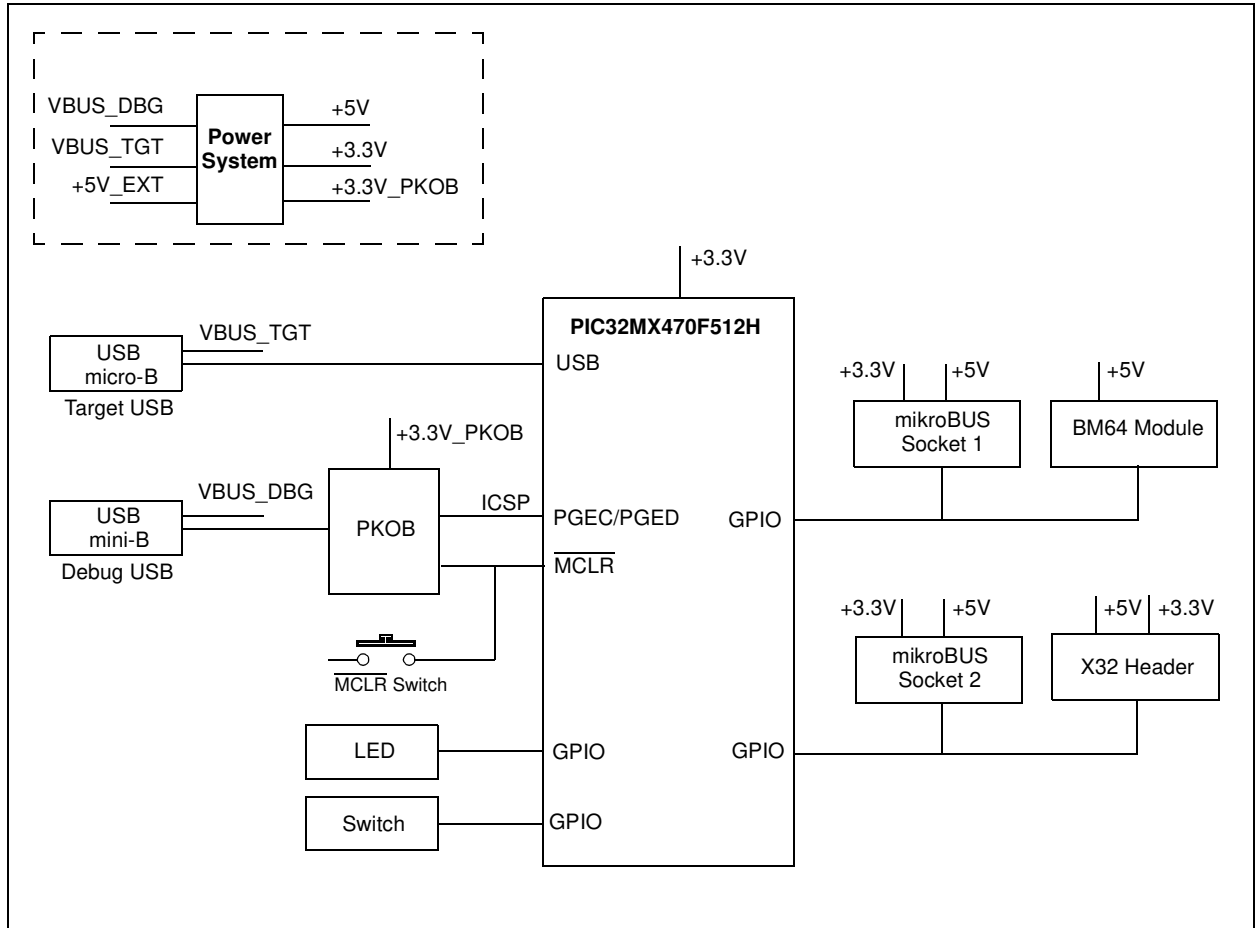 VBUS_DBG
VBUS_TGT
+5V_EXT
Power
System
+5V
+3.3V
+3.3V_PKOB
+3.3V
PIC32MX470F512H
USB
micro-B
Target USB
VBUS_TGT
USB
+3.3V_PKOB
USB
mini-B
Debug USB
VBUS_DBG
PKOB
ICSP
PGEC/PGED
MCLR
MCLR Switch
LED
GPIO
Switch
GPIO
GPIO
+3.3V
+5V
mikroBUS
Socket 1
+5V
BM64 Module
GPIO
+3.3V
+5V
mikroBUS
Socket 2
+5V
+3.3V
X32 Header